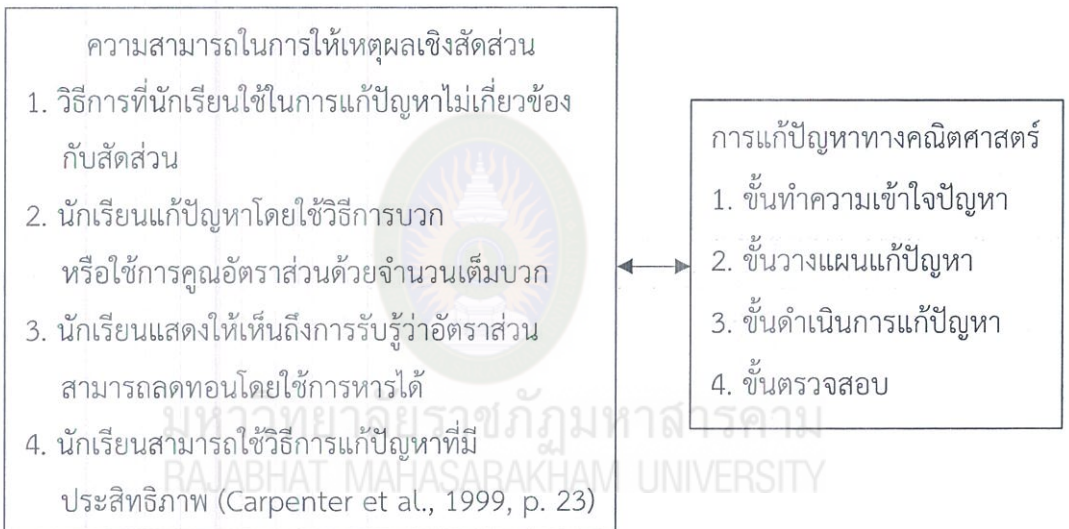 ความสามารถในการให้เหตุผลเชิงสัดส่วน
1. วิธีการที่นักเรียนใช้ในการแก้ปัญหาไม่เกี่ยวข้อง
กับสัดส่วน
2. นักเรียนแก้ปัญหาโดยใช้วิธีการบวก
หรือใช้การคูณอัตราส่วนด้วยจำนวนเต็มบวก
3. นักเรียนแสดงให้เห็นถึงการรับรู้ว่าอัตราส่วน
สามารถลดทอนโดยใช้การหารได้
4. นักเรียนสามารถใช้วิธีการแก้ปัญหาที่มี
ประสิทธิภาพ (Carpenter et al., 1999, p. 23)
การแก้ปัญหาทางคณิตศาสตร์
1. ขั้นทำความเข้าใจปัญหา
2. ขั้นวางแผนแก้ปัญหา
3. ขั้นดำเนินการแก้ปัญหา
4. ขั้นตรวจสอบ
มหาวิทยาลัยราชภัฏมหาสารคาม
RAJABHAT MAHASARAKHAM UNIVERSITY